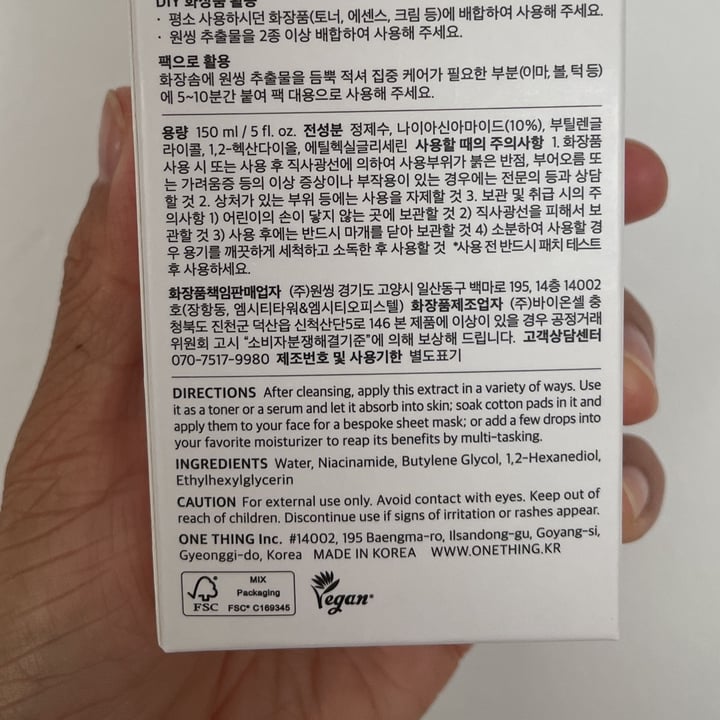 DIY 화장품 활용
· 평소 사용하시던 화장품(토너, 에센스, 크림 등)에 배합하여 사용해 주세요.
· 원씽 추출물을 2종 이상 배합하여 사용해 주세요.
팩으로 활용
화장솜에 원씽 추출물을 듬뿍 적셔 집중 케어가 필요한 부분(이마, 볼, 턱 등)
에 5~10분간 붙여 팩 대용으로 사용해 주세요.
용량 150 ml / 5 fl. oz. 전성분 정제수, 나이아신아마이드(10%), 부틸렌글
라이콜, 1,2-헥산다이올, 에틸헥실글리세린 사용할 때의 주의사항 1. 화장품
사용 시 또는 사용 후 직사광선에 의하여 사용부위가 붉은 반점, 부어오름 또
는 가려움증 등의 이상 증상이나 부작용이 있는 경우에는 전문의 등과 상담
할 것 2. 상처가 있는 부위 등에는 사용을 자제할 것 3. 보관 및 취급 시의 주
의사항 1) 어린이의 손이 닿지 않는 곳에 보관할 것 2) 직사광선을 피해서 보
관할 것 3) 사용 후에는 반드시 마개를 닫아 보관할 것 4) 소분하여 사용할 경
우 용기를 깨끗하게 세척하고 소독한 후 사용할 것 *사용 전 반드시 패치 테스트
후 사용하세요.
화장품책임판매업자 (주)원씽 경기도 고양시 일산동구 백마로 195, 14층 14002
호(장항동, 엠시티타워&엠시티오피스텔) 화장품제조업자 (주)바이온셀 충
청북도 진천군 덕산읍 신척산단5로 146 본 제품에 이상이 있을 경우 공정거래
위원회 고시 "소비자분쟁해결기준"에 의해 보상해 드립니다. 고객상담센터
070-7517-9980 제조번호 및 사용기한 별도표기
DIRECTIONS After cleansing, apply this extract in a variety of ways. Use
it as a toner or a serum and let it absorb into skin; soak cotton pads in it and
apply them to your face for a bespoke sheet mask; or add a few drops into
your favorite moisturizer to reap its benefits by multi-tasking.
INGREDIENTS Water, Niacinamide, Butylene Glycol, 1,2-Hexanediol,
Ethylhexylglycerin
CAUTION For external use only. Avoid contact with eyes. Keep out of
reach of children. Discontinue use if signs of irritation or rashes appear.
ONE THING Inc. #14002, 195 Baengma-ro, Ilsandong-gu, Goyang-si,
Gyeonggi-do, Korea MADE IN KOREA WWW.ONETHING.KR
MIX
Packaging
FSC FSC® C169345
Vegan